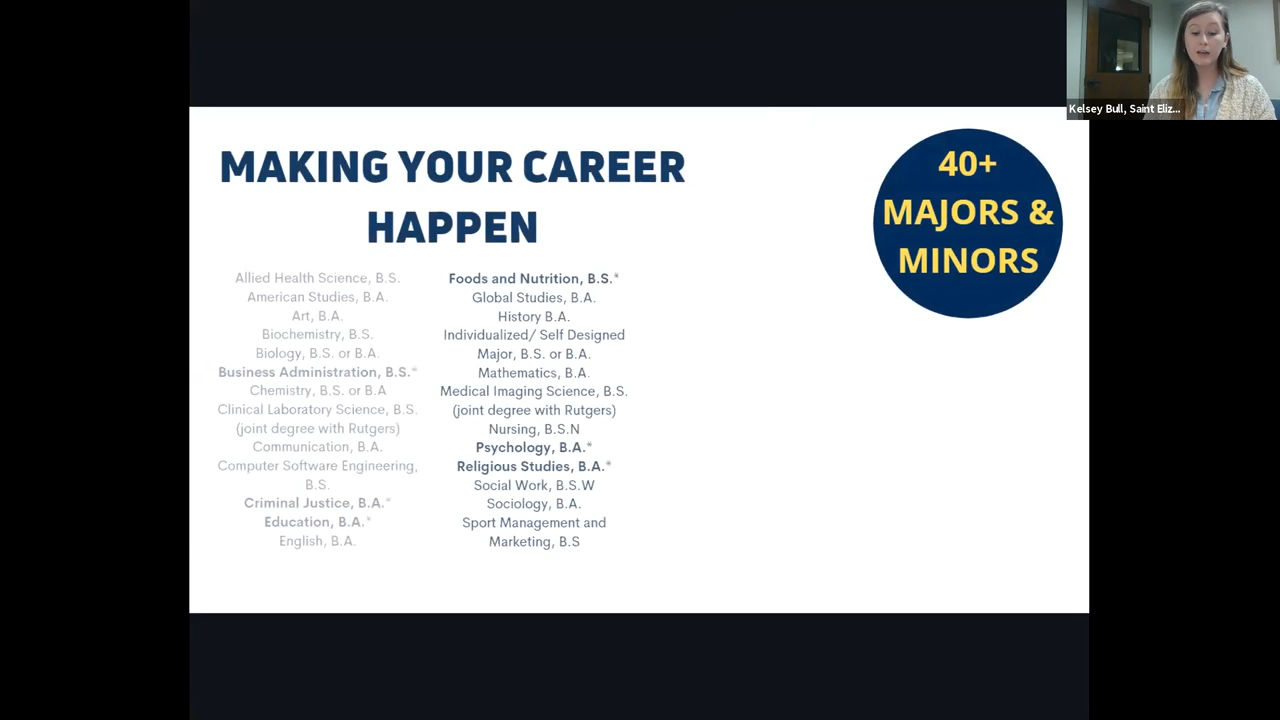 Kelsey Bull, Saint Eliz...
MAKING YOUR CAREER
HAPPEN
40+
MAJORS &
MINORS
Allied Health Science, B.S.
American Studies, B.A.
Art, B.A.
Biochemistry, B.S.
Biology, B.S. or B.A.
Business Administration, B.S.*
Chemistry, B.S. or B.A
Clinical Laboratory Science, B.S.
(joint degree with Rutgers)
Communication, B.A.
Computer Software Engineering,
B.S.
Criminal Justice, B.A.*
Education, B.A.*
English, B.A.
Foods and Nutrition, B.S.*
Global Studies, B.A.
History B.A.
Individualized/ Self Designed
Major, B.S. or B.A.
Mathematics, B.A.
Medical Imaging Science, B.S.
(joint degree with Rutgers)
Nursing, B.S.N
Psychology, B.A.*
Religious Studies, B.A.*
Social Work, B.S.W
Sociology, B.A.
Sport Management and
Marketing, B.S